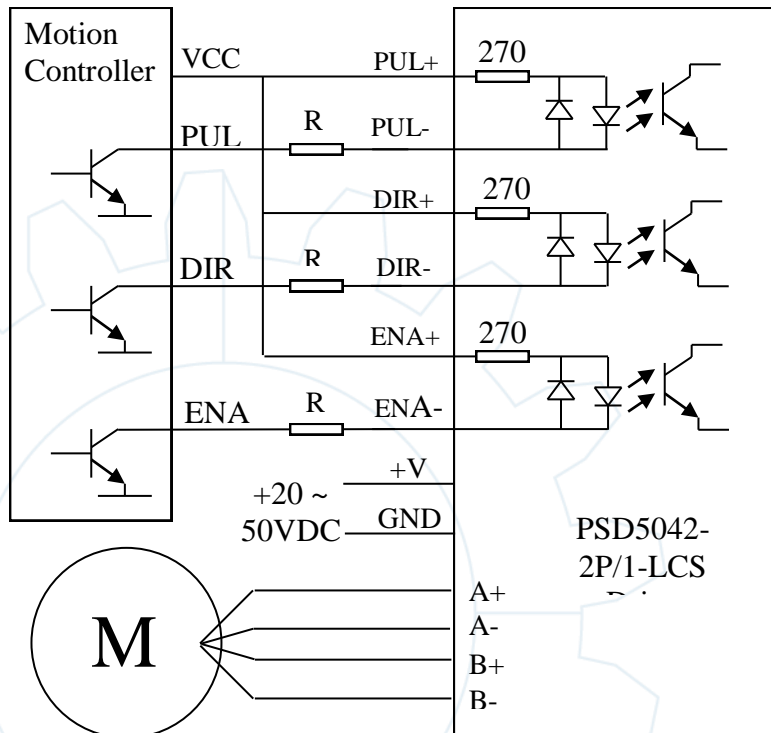 Motion
Controller
VCC
PUL+
270
PUL
R
PUL-
DIR+
270
DIR
R
DIR-
ENA+
270
ENA
R
ENA-
+20 ~
50VDC
+V
GND
PSD5042-
2P/1-LCS
M
A+
A-
B+
B-